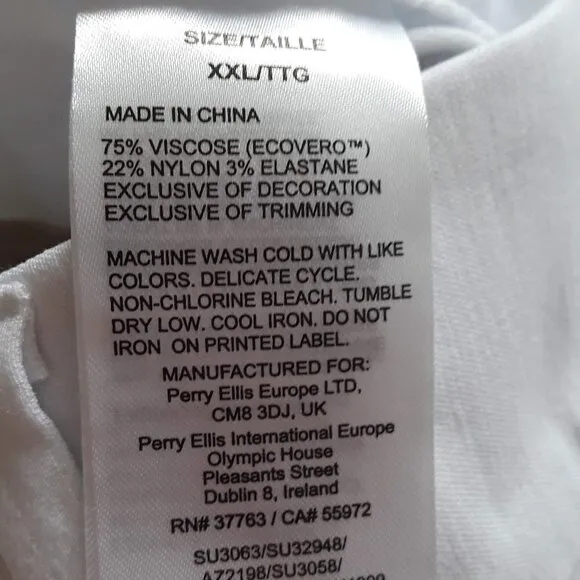 SIZE/TAILLE
XXL/TTG
MADE IN CHINA
75% VISCOSE (ECOVERO™)
22% NYLON 3% ELASTANE
EXCLUSIVE OF DECORATION
EXCLUSIVE OF TRIMMING
MACHINE WASH COLD WITH LIKE
COLORS. DELICATE CYCLE.
NON-CHLORINE BLEACH. TUMBLE
DRY LOW. COOL IRON. DO NOT
IRON ON PRINTED LABEL.
MANUFACTURED FOR:
Perry Ellis Europe LTD,
CM8 3DJ, UK
Perry Ellis International Europe
Olympic House
Pleasants Street
Dublin 8, Ireland
RN# 37763 / CA# 55972
SU3063/SU32948/
AZ2198/SU3058/